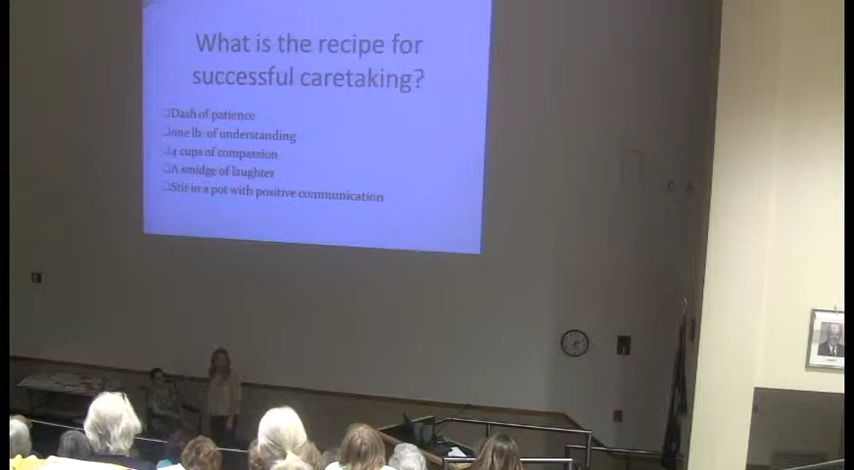 What is the recipe for
successful caretaking?
Dash of patience
one lb. of understanding
4 cups of compassion
A smidge of laughter
Stir in a pot with positive communication